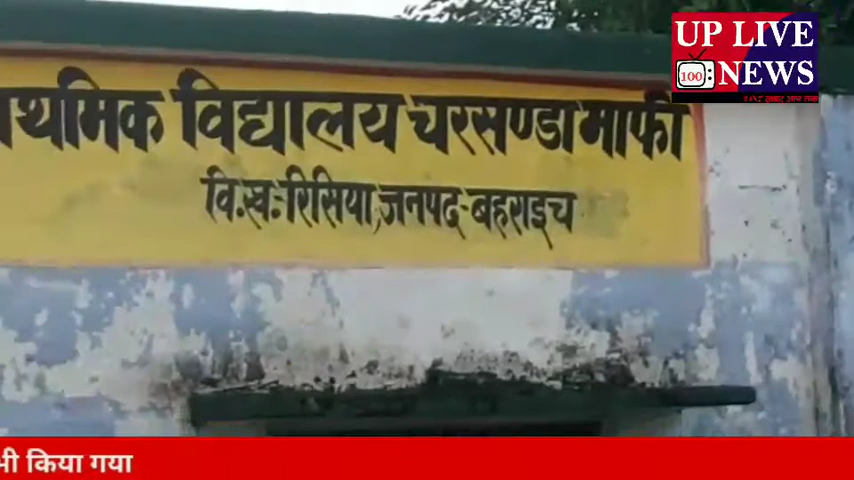 UP LIVE
100 NEWS
प्राथमिक विद्यालय चरसण्डा माफी
वि.ख.:-रिसिया,जनपद-बहराइच
भी किया गया